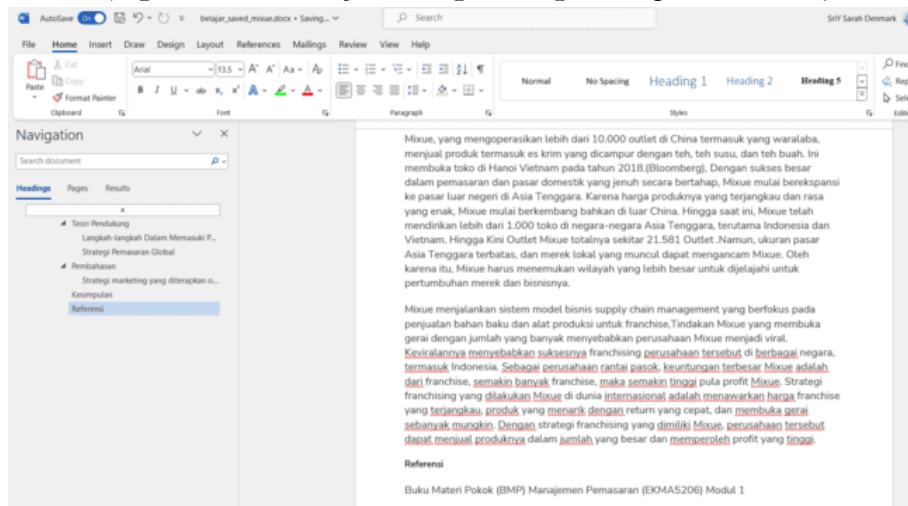 AutoSave On belajar_saved_mixue.docx • Saving... Search SriY Sarah Denmark
File Home Insert Draw Design Layout References Mailings Review View Help
Paste Cut Copy Format Painter
Arial 13.5
B I U ab
Normal No Spacing Heading 1 Heading 2 Heading 5
Clipboard Font Paragraph Styles
Navigation
Search document
Headings Pages Results
Teori Pendukung
Langkah-langkah Dalam Memasuki P...
Strategi Pemasaran Global
Pembahasan
Strategi marketing yang diterapkan o...
Kesimpulan
Referensi
Mixue, yang mengoperasikan lebih dari 10.000 outlet di China termasuk yang waralaba,
menjual produk termasuk es krim yang dicampur dengan teh, teh susu, dan teh buah. Ini
membuka toko di Hanoi Vietnam pada tahun 2018.(Bloomberg), Dengan sukses besar
dalam pemasaran dan pasar domestik yang jenuh secara bertahap, Mixue mulai berekspansi
ke pasar luar negeri di Asia Tenggara. Karena harga produknya yang terjangkau dan rasa
yang enak, Mixue mulai berkembang bahkan di luar China. Hingga saat ini, Mixue telah
mendirikan lebih dari 1.000 toko di negara-negara Asia Tenggara, terutama Indonesia dan
Vietnam. Hingga Kini Outlet Mixue totalnya sekitar 21.581 Outlet .Namun, ukuran pasar
Asia Tenggara terbatas, dan merek lokal yang muncul dapat mengancam Mixue. Oleh
karena itu, Mixue harus menemukan wilayah yang lebih besar untuk dijelajahi untuk
pertumbuhan merek dan bisnisnya.
Mixue menjalankan sistem model bisnis supply chain management yang berfokus pada
penjualan bahan baku dan alat produksi untuk franchise,Tindakan Mixue yang membuka
gerai dengan jumlah yang banyak menyebabkan perusahaan Mixue menjadi viral.
Keviralannya menyebabkan suksesnya franchising perusahaan tersebut di berbagai negara,
termasuk Indonesia. Sebagai perusahaan rantai pasok, keuntungan terbesar Mixue adalah
dari franchise, semakin banyak franchise, maka semakin tinggi pula profit Mixue. Strategi
franchising yang dilakukan Mixue di dunia internasional adalah menawarkan harga franchise
yang terjangkau, produk yang menarik dengan return yang cepat, dan membuka gerai
sebanyak mungkin. Dengan strategi franchising yang dimiliki Mixue, perusahaan tersebut
dapat menjual produknya dalam jumlah yang besar dan memperoleh profit yang tinggi.
Referensi
Buku Materi Pokok (BMP) Manajemen Pemasaran (EKMA5206) Modul 1